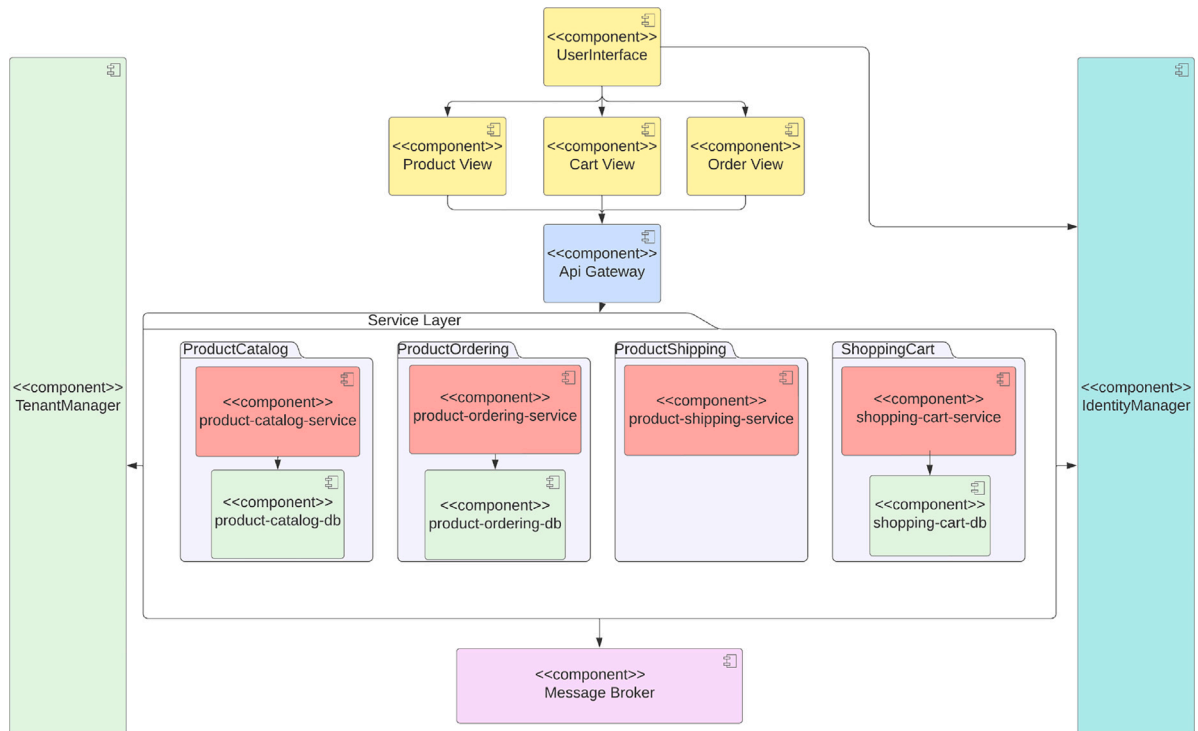 <<component>>
UserInterface
<<component>>
Product View
<<component>>
Cart View
<<component>>
Order View
<<component>>
Api Gateway
Service Layer
ProductCatalog
<<component>>
product-catalog-service
<<component>>
product-catalog-db
ProductOrdering
<<component>>
product-ordering-service
<<component>>
product-ordering-db
ProductShipping
<<component>>
product-shipping-service
ShoppingCart
<<component>>
shopping-cart-service
<<component>>
shopping-cart-db
<<component>>
TenantManager
<<component>>
IdentityManager
<<component>>
Message Broker